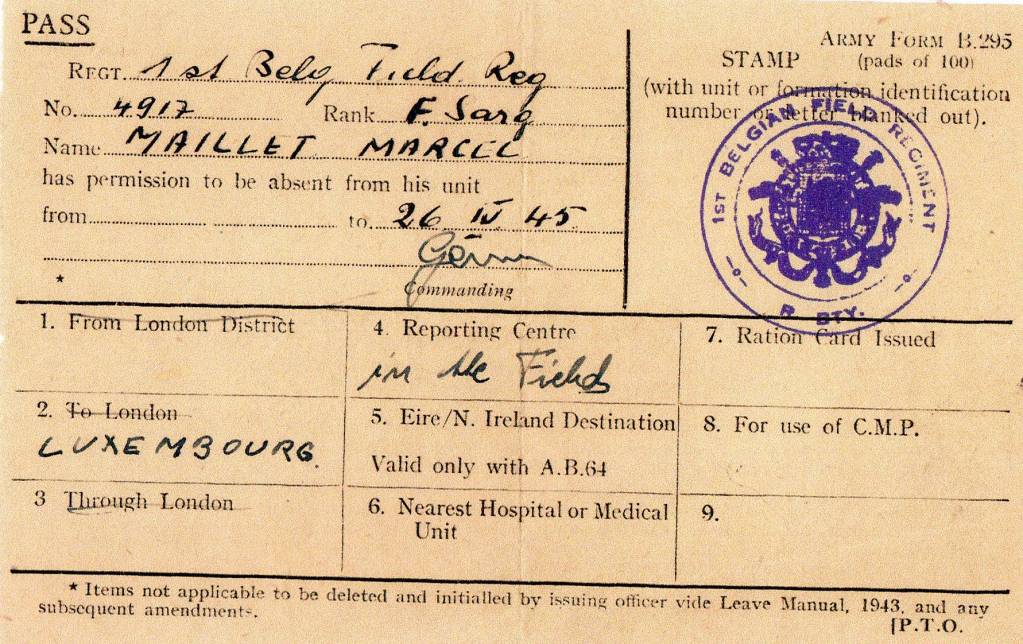 PASS
ARMY FORM B.295
(pads of 100)
STAMP
(with unit or formation identification
number or letter blanked out).
REGT. 1st Belg Field Reg
No. 4917 Rank F. Sarg
Name MAILLET MARCEL
has permission to be absent from his unit
from to 26 IV 45
Commanding
*
1ST BELGIAN FIELD REGIMENT
R BTY.
1. From London District
4. Reporting Centre
in the Fields
7. Ration Card Issued
2. To London
LUXEMBOURG.
5. Eire/N. Ireland Destination
Valid only with A.B.64
8. For use of C.M.P.
3 Through London
6. Nearest Hospital or Medical
Unit
9.
* Items not applicable to be deleted and initialled by issuing officer vide Leave Manual, 1943, and any
subsequent amendments.
[P.T.O.